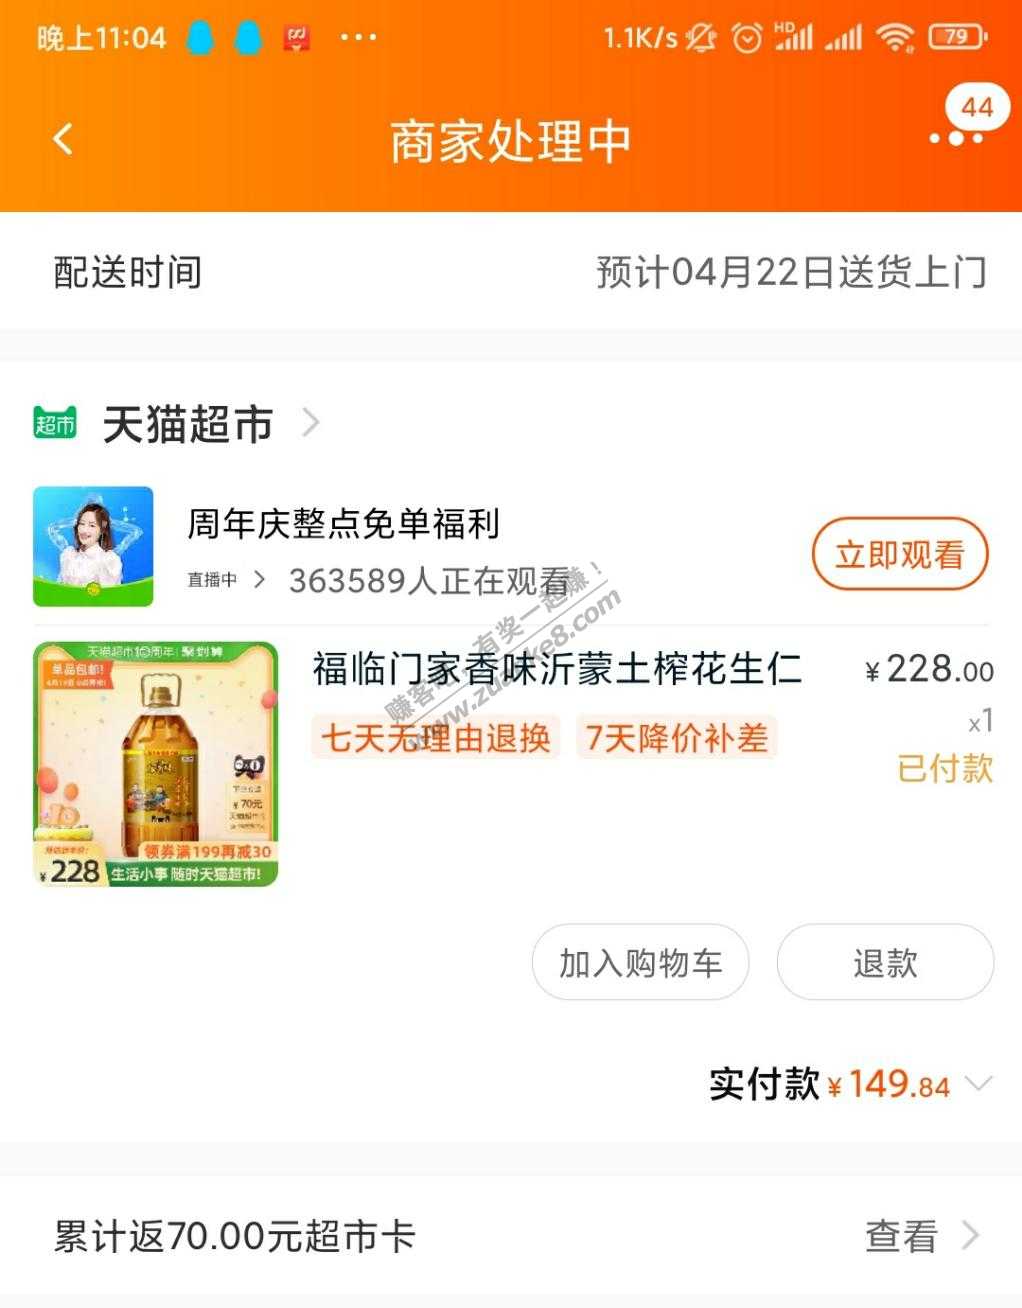 晚上11:04
1.1K/s
HD
79
44
商家处理中
配送时间
预计04月22日送货上门
超市
天猫超市
周年庆整点免单福利
直播中
363589人正在观看
立即观看
赚客吧,有奖一起赚!
www.zuanke8.com
天猫超市10周年 聚划算
单品包邮!
福临门家香味沂蒙土榨花生仁
¥228.00
七天无理由退换
7天降价补差
x1
已付款
¥70元
领券满199再减30
¥228
生活小事 随时天猫超市!
加入购物车
退款
实付款 ¥149.84
累计返70.00元超市卡
查看